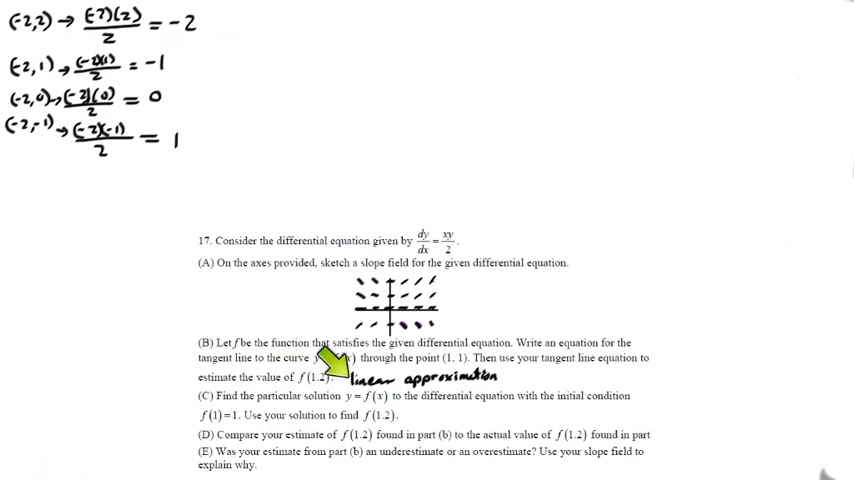 (-2,2) → (-2)(2)/2 = -2
(-2,1) → (-2)(1)/2 = -1
(-2,0) → (-2)(0)/2 = 0
(-2,-1) → (-2)(-1)/2 = 1
17. Consider the differential equation given by dy/dx = xy/2.
(A) On the axes provided, sketch a slope field for the given differential equation.
(B) Let f be the function that satisfies the given differential equation. Write an equation for the
tangent line to the curve y x) through the point (1, 1). Then use your tangent line equation to
estimate the value of f(1.2). linear approximation
(C) Find the particular solution y = f(x) to the differential equation with the initial condition
f(1)=1. Use your solution to find f(1.2).
(D) Compare your estimate of f(1.2) found in part (b) to the actual value of f(1.2) found in part
(E) Was your estimate from part (b) an underestimate or an overestimate? Use your slope field to
explain why.